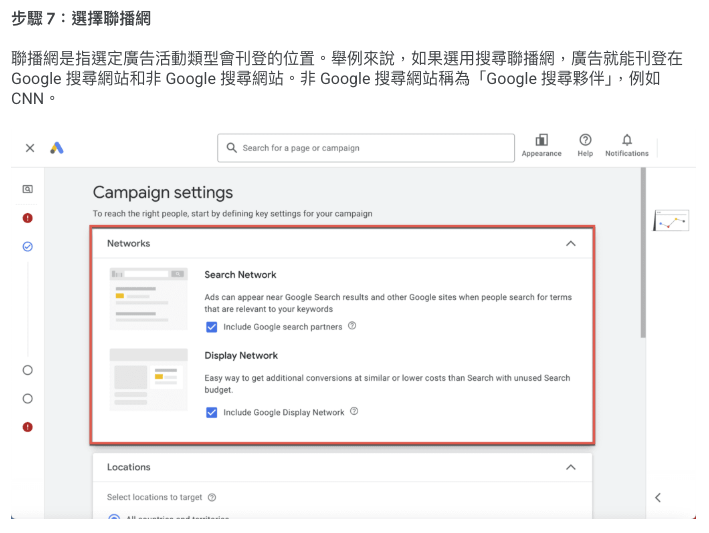 步驟 7：選擇聯播網
聯播網是指選定廣告活動類型會刊登的位置。舉例來說，如果選用搜尋聯播網，廣告就能刊登在
Google 搜尋網站和非 Google 搜尋網站。非 Google 搜尋網站稱為「Google 搜尋夥伴」，例如
CNN。
Search for a page or campaign
Appearance
Help
Notifications
Campaign settings
To reach the right people, start by defining key settings for your campaign
Networks
Search Network
Ads can appear near Google Search results and other Google sites when people search for terms
that are relevant to your keywords
Include Google search partners
Display Network
Easy way to get additional conversions at similar or lower costs than Search with unused Search
budget.
Include Google Display Network
Locations
Select locations to target
All countries and territories